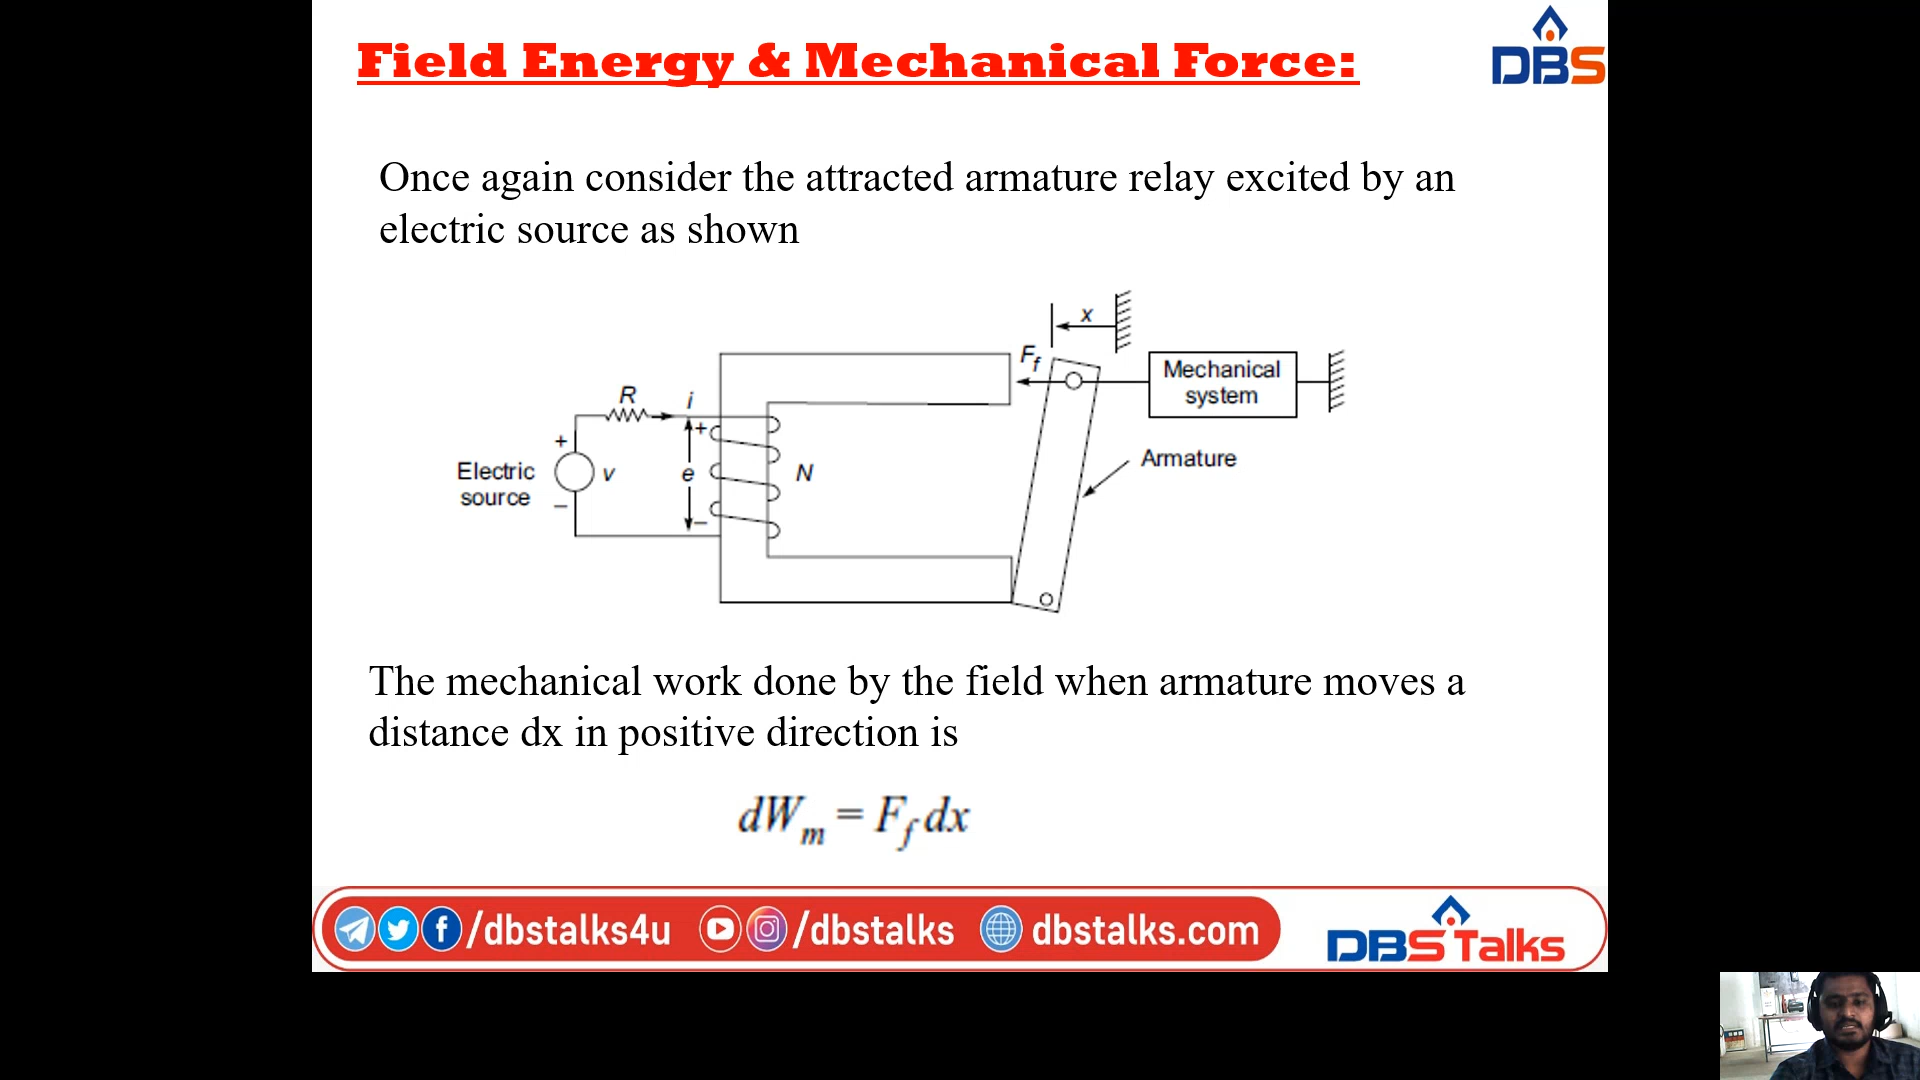 Field Energy & Mechanical Force:
DBS
Once again consider the attracted armature relay excited by an
electric source as shown
x
F_f
Mechanical
system
R
i
+
+
Electric
source
v
e
N
Armature
−
−
The mechanical work done by the field when armature moves a
distance dx in positive direction is
dW_m = F_f dx
/dbstalks4u /dbstalks dbstalks.com
DBS Talks